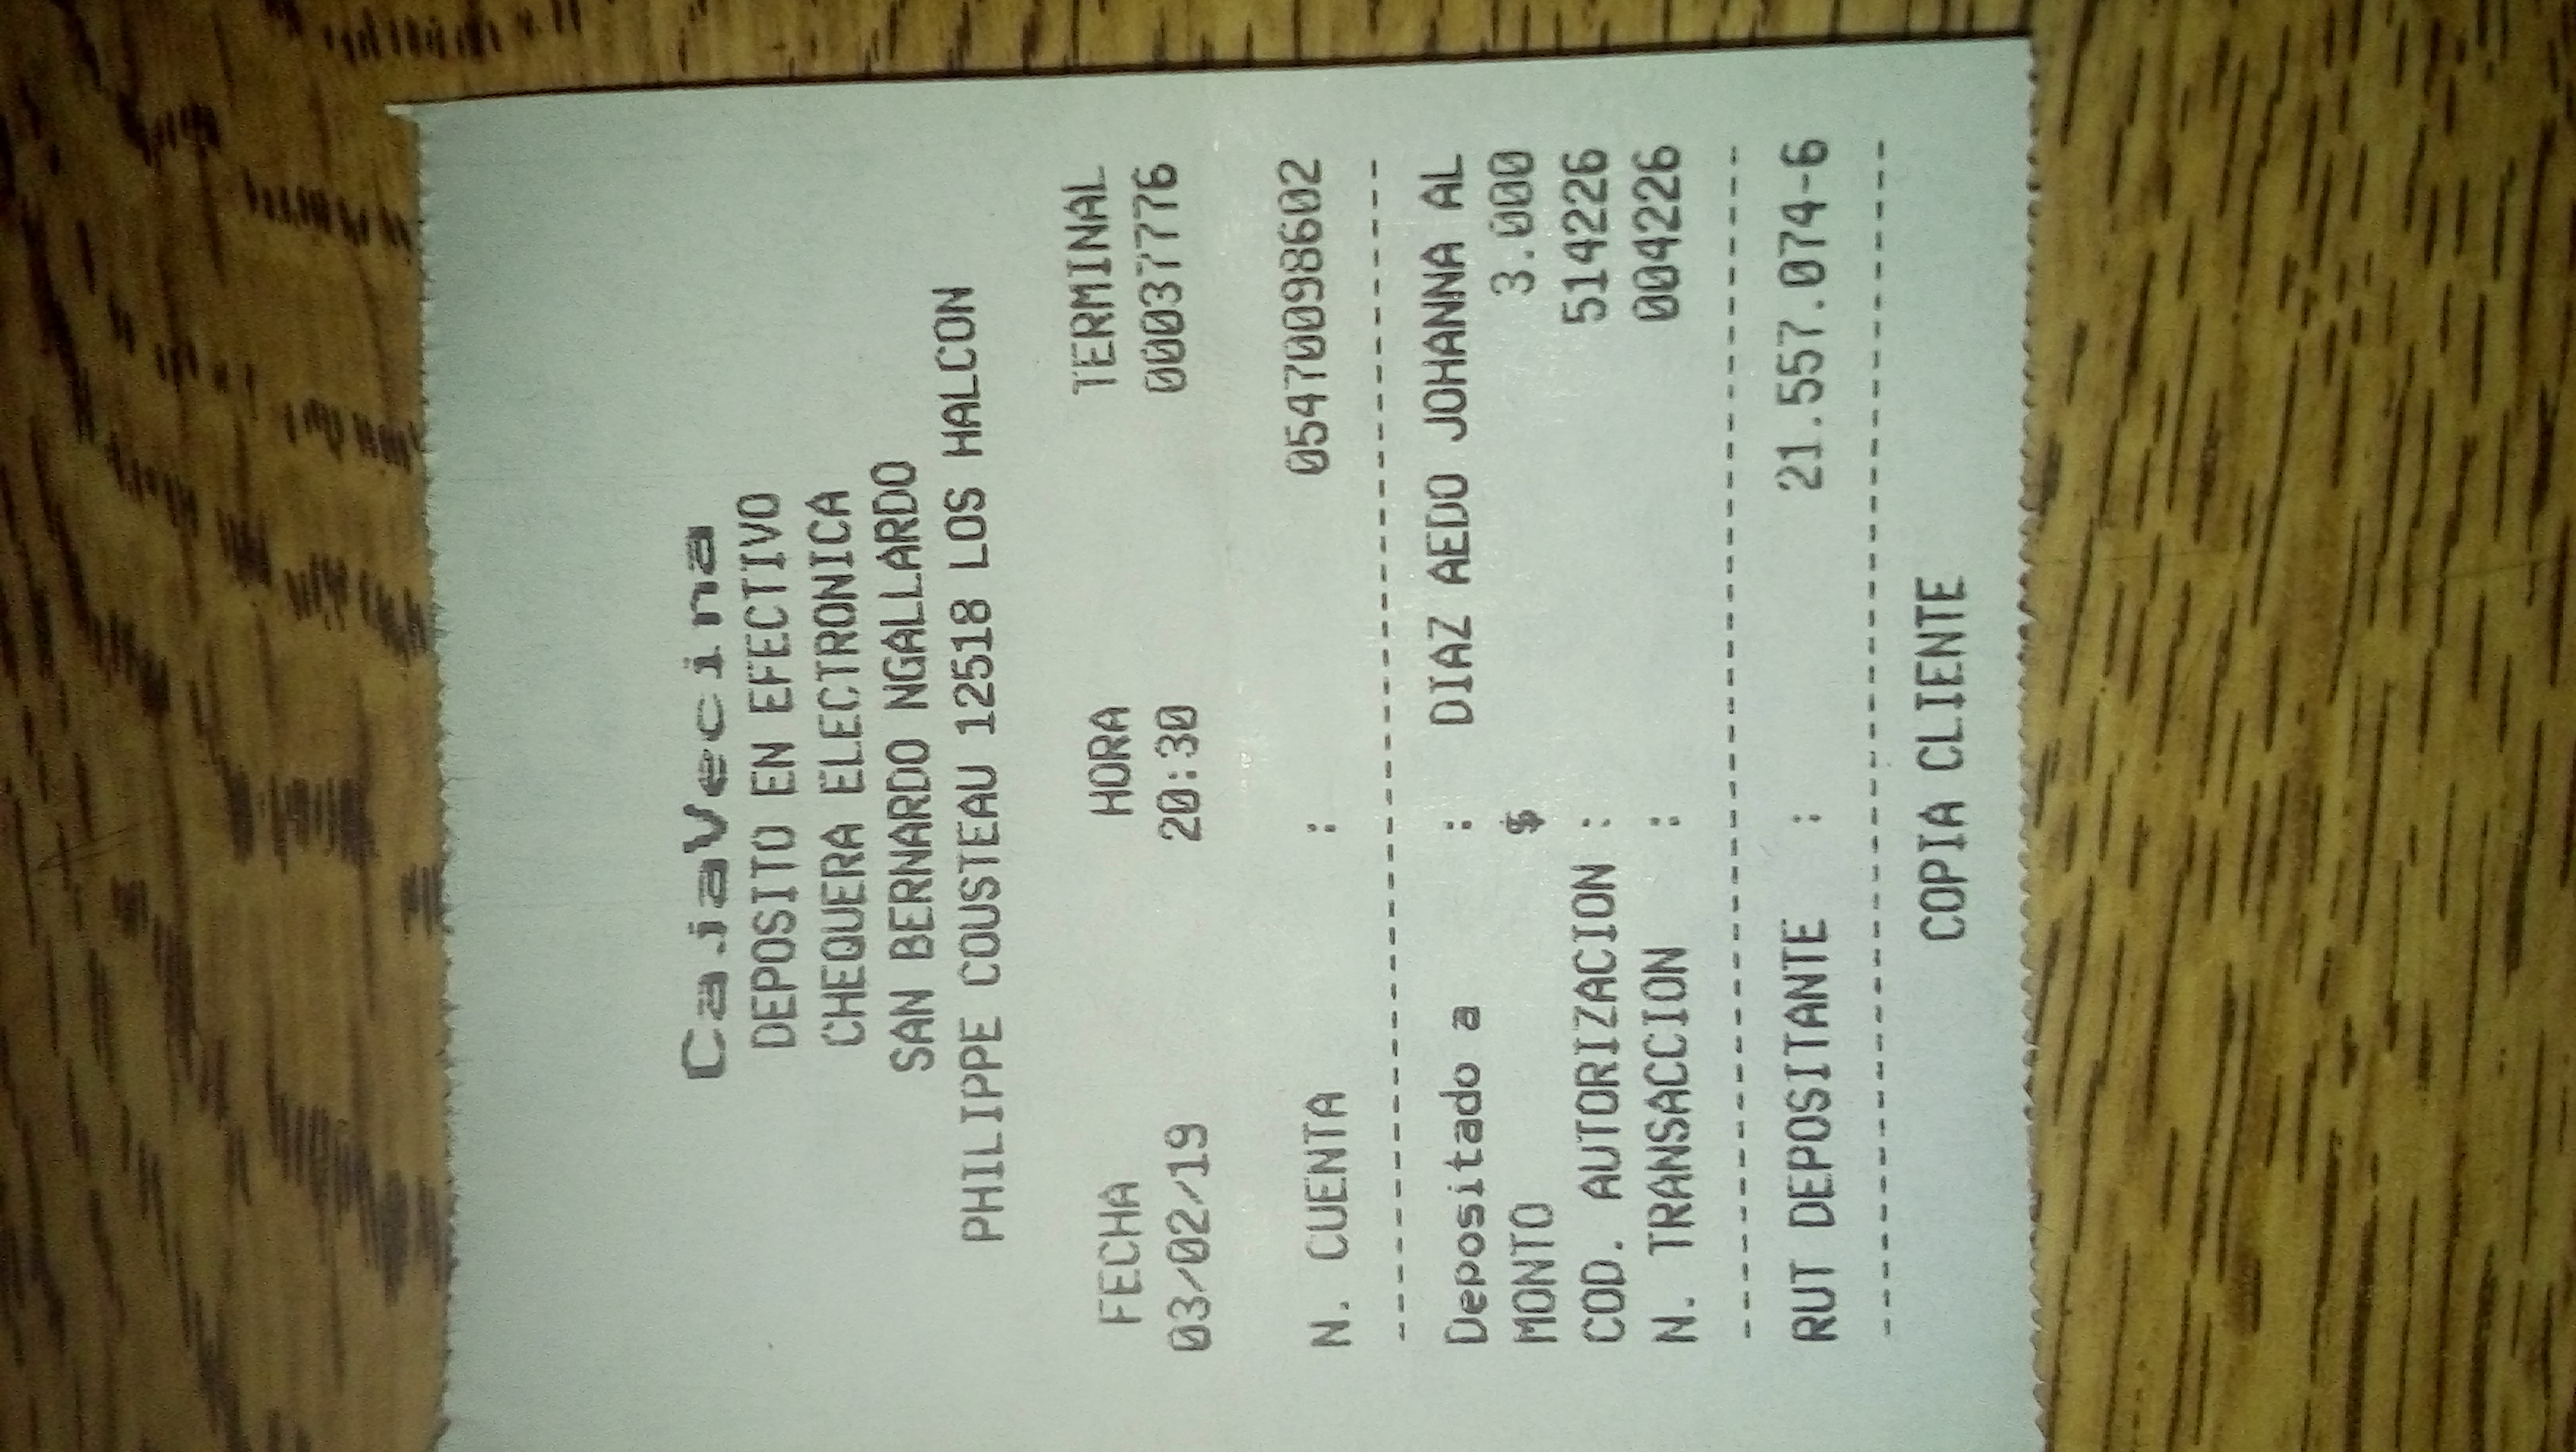 CajaVecina
DEPOSITO EN EFECTIVO
CHEQUERA ELECTRONICA
SAN BERNARDO NGALLARDO
PHILIPPE COUSTEAU 12518 LOS HALCON
FECHA HORA TERMINAL
03/02/19 20:30 00037776
N. CUENTA : 05470098602
Depositado a : DIAZ AEDO JOHANNA AL
MONTO $ 3.000
COD. AUTORIZACION : 514226
N. TRANSACCION : 004226
RUT DEPOSITANTE : 21.557.074-6
COPIA CLIENTE